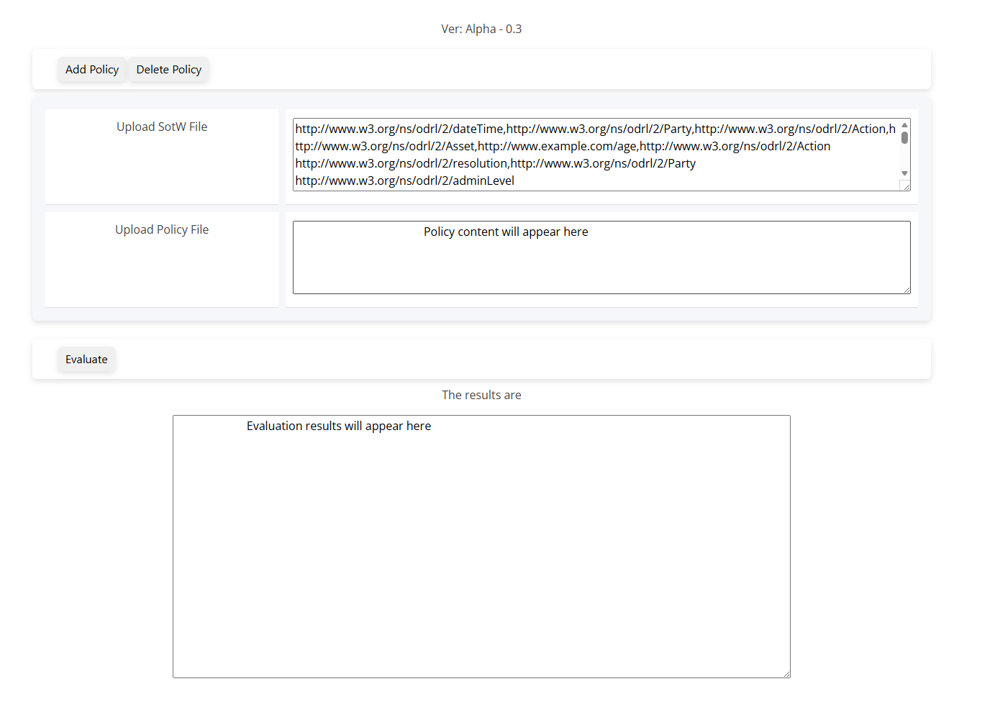 Ver: Alpha - 0.3
Add Policy Delete Policy
Upload SotW File
http://www.w3.org/ns/odrl/2/dateTime,http://www.w3.org/ns/odrl/2/Party,http://www.w3.org/ns/odrl/2/Action,h
ttp://www.w3.org/ns/odrl/2/Asset,http://www.example.com/age,http://www.w3.org/ns/odrl/2/Action
http://www.w3.org/ns/odrl/2/resolution,http://www.w3.org/ns/odrl/2/Party
http://www.w3.org/ns/odrl/2/adminLevel
Upload Policy File
Policy content will appear here
Evaluate
The results are
Evaluation results will appear here